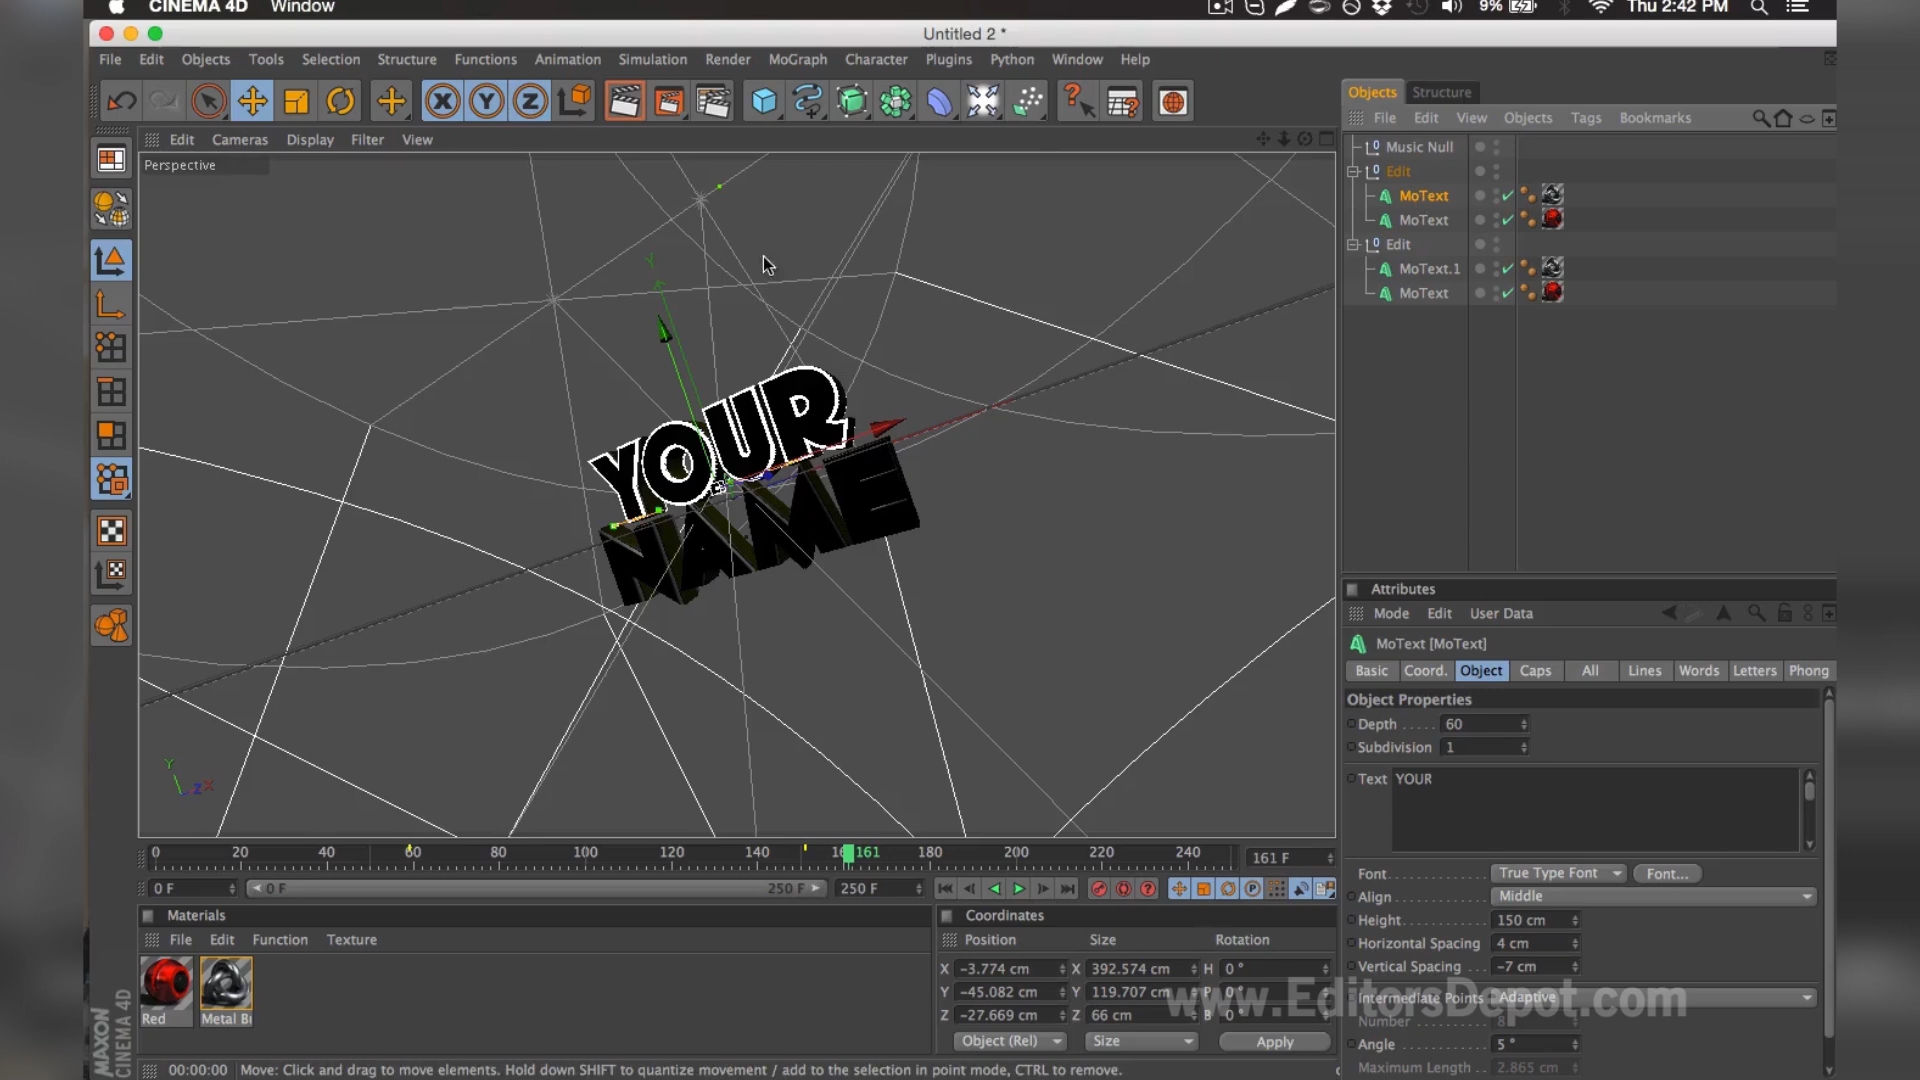 CINEMA 4D Window
9% Thu 2:42 PM
Untitled 2 *
File Edit Objects Tools Selection Structure Functions Animation Simulation Render MoGraph Character Plugins Window Python Help
Edit Cameras Display Filter View
Perspective
YOUR
NAME
Y
Y
Z X
0 20 40 60 80 100 120 140 161 180 200 220 240
161 F
0 F
0 F 250 F
250 F
Materials
File Edit Function Texture
Red
Metal
MAXON
CINEMA 4D
Coordinates
Position Size Rotation
X -3.774 cm X 392.574 cm H 0 °
Y -45.082 cm Y 119.707 cm P 0 °
Z -27.669 cm Z 66 cm B 0 °
Object (Rel) Size Apply
00:00:00 Move: Click and drag to move elements. Hold down SHIFT to quantize movement / add to the selection in point mode, CTRL to remove.
Objects Structure
File Edit View Objects Tags Bookmarks
Music Null
Edit
MoText
MoText
Edit
MoText.1
MoText
Attributes
Mode Edit User Data
MoText [MoText]
Basic Coord. Object Caps All Lines Words Letters Phong
Object Properties
Depth 60
Subdivision 1
Text YOUR
Font True Type Font Font...
Align Middle
Height 150 cm
Horizontal Spacing 4 cm
Vertical Spacing -7 cm
Intermediate Points Adaptive
Number 8
Angle 5 °
Maximum Length 2.865 cm
www.EditorsDepot.com